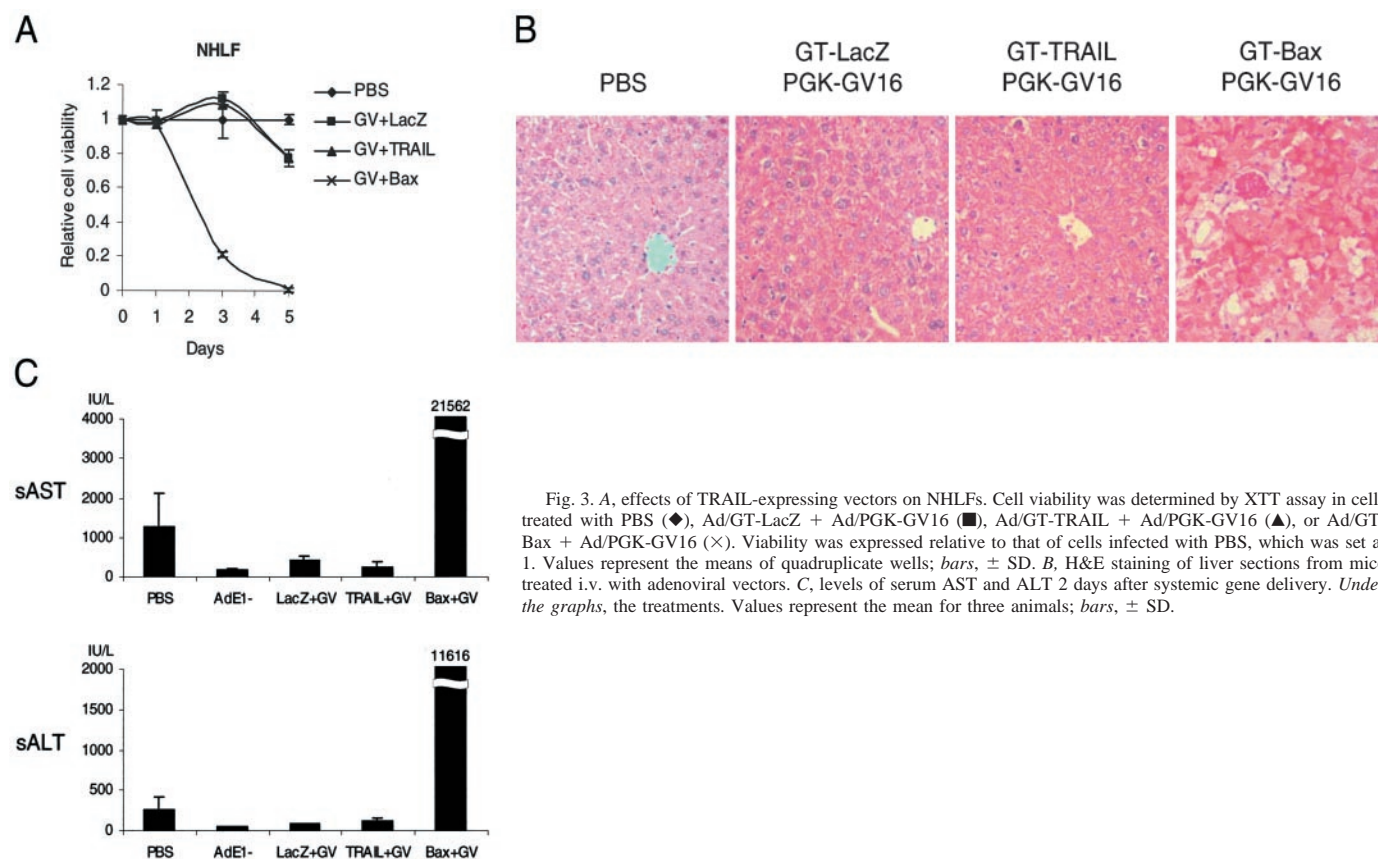 A
NHLF
1.2
1
0.8
0.6
0.4
0.2
0
Relative cell viability
0 1 2 3 4 5
Days
PBS
GV+LacZ
GV+TRAIL
GV+Bax
B
PBS
GT-LacZ
PGK-GV16
GT-TRAIL
PGK-GV16
GT-Bax
PGK-GV16
C
sAST
IU/L
4000
3000
2000
1000
0
21562
PBS AdE1- LacZ+GV TRAIL+GV Bax+GV
sALT
IU/L
2000
1500
1000
500
0
11616
PBS AdE1- LacZ+GV TRAIL+GV Bax+GV
Fig. 3. A, effects of TRAIL-expressing vectors on NHLFs. Cell viability was determined by XTT assay in cell
treated with PBS (◆), Ad/GT-LacZ + Ad/PGK-GV16 (■), Ad/GT-TRAIL + Ad/PGK-GV16 (▲), or Ad/GT
Bax + Ad/PGK-GV16 (×). Viability was expressed relative to that of cells infected with PBS, which was set a
1. Values represent the means of quadruplicate wells; bars, ± SD. B, H&E staining of liver sections from mic
treated i.v. with adenoviral vectors. C, levels of serum AST and ALT 2 days after systemic gene delivery. Unde
the graphs, the treatments. Values represent the mean for three animals; bars, ± SD.